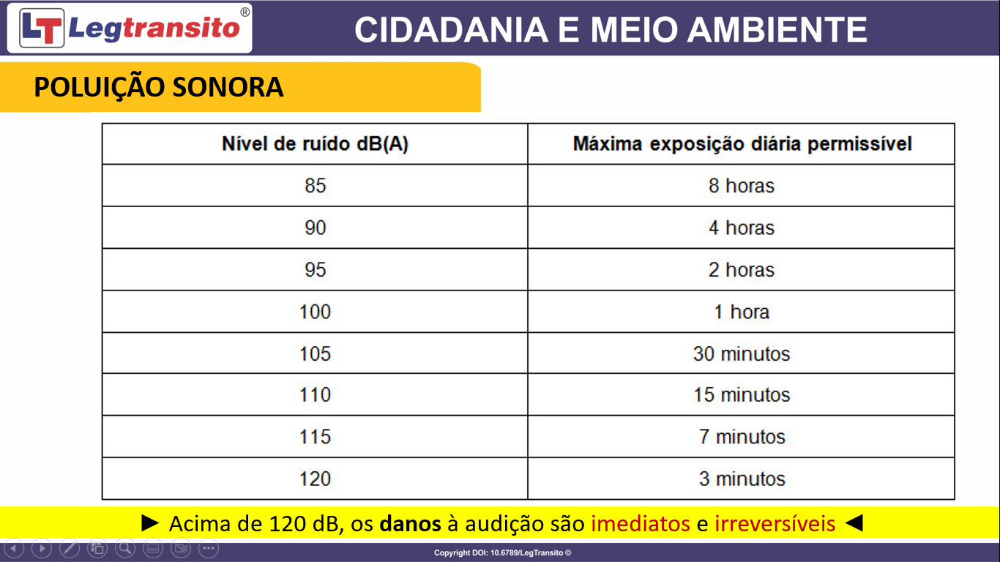 LT Legtransito ®
CIDADANIA E MEIO AMBIENTE
POLUIÇÃO SONORA
Nível de ruído dB(A) Máxima exposição diária permissível
85 8 horas
90 4 horas
95 2 horas
100 1 hora
105 30 minutos
110 15 minutos
115 7 minutos
120 3 minutos
► Acima de 120 dB, os danos à audição são imediatos e irreversíveis ◄
Copyright DOI: 10.6789/LegTransito ©